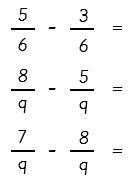 5/6 - 3/6 =
8/9 - 5/9 =
7/9 - 8/9 =